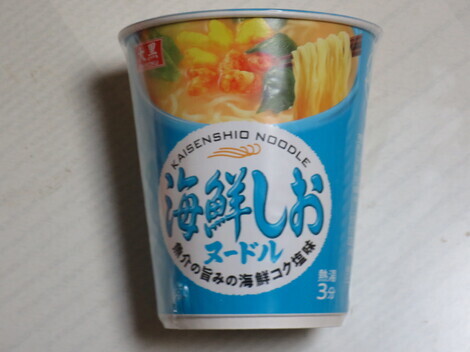 KAISENSHIO NOODLE
海鮮しお
ヌードル
魚介の旨みの海鮮コク塩味
熱湯
3分